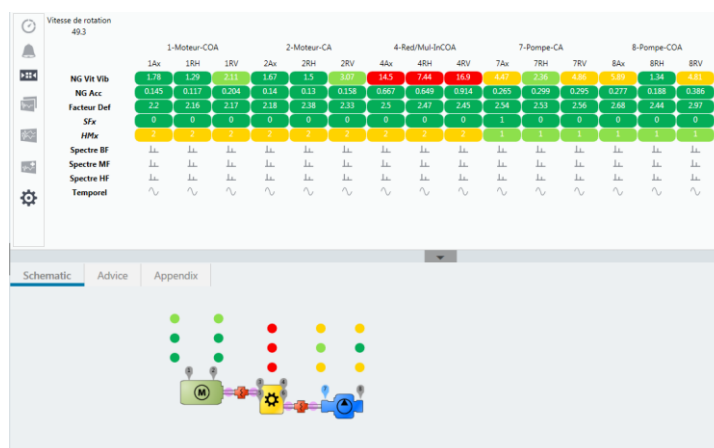 Vitesse de rotation
49.3
1-Moteur-COA 2-Moteur-CA 4-Red/Mul-InCOA 7-Pompe-CA 8-Pompe-COA
1Ax 1RH 1RV 2Ax 2RH 2RV 4Ax 4RH 4RV 7Ax 7RH 7RV 8Ax 8RH 8RV
NG Vit Vib 1.78 1.29 2.11 1.67 1.5 3.07 14.5 7.44 16.9 4.47 2.36 4.86 5.89 1.34 4.81
NG Acc 0.145 0.117 0.204 0.14 0.13 0.158 0.667 0.649 0.914 0.265 0.299 0.295 0.277 0.188 0.386
Facteur Def 2.2 2.16 2.17 2.18 2.38 2.33 2.5 2.47 2.45 2.54 2.53 2.56 2.68 2.44 2.97
SFx 0 0 0 0 0 0 0 0 0 1 0 0 0 0 0
HMx 2 2 2 2 2 2 2 2 2 1 1 1 1 1 1
Spectre BF
Spectre MF
Spectre HF
Temporel
Schematic Advice Appendix
1 2 3 4
M
7 8